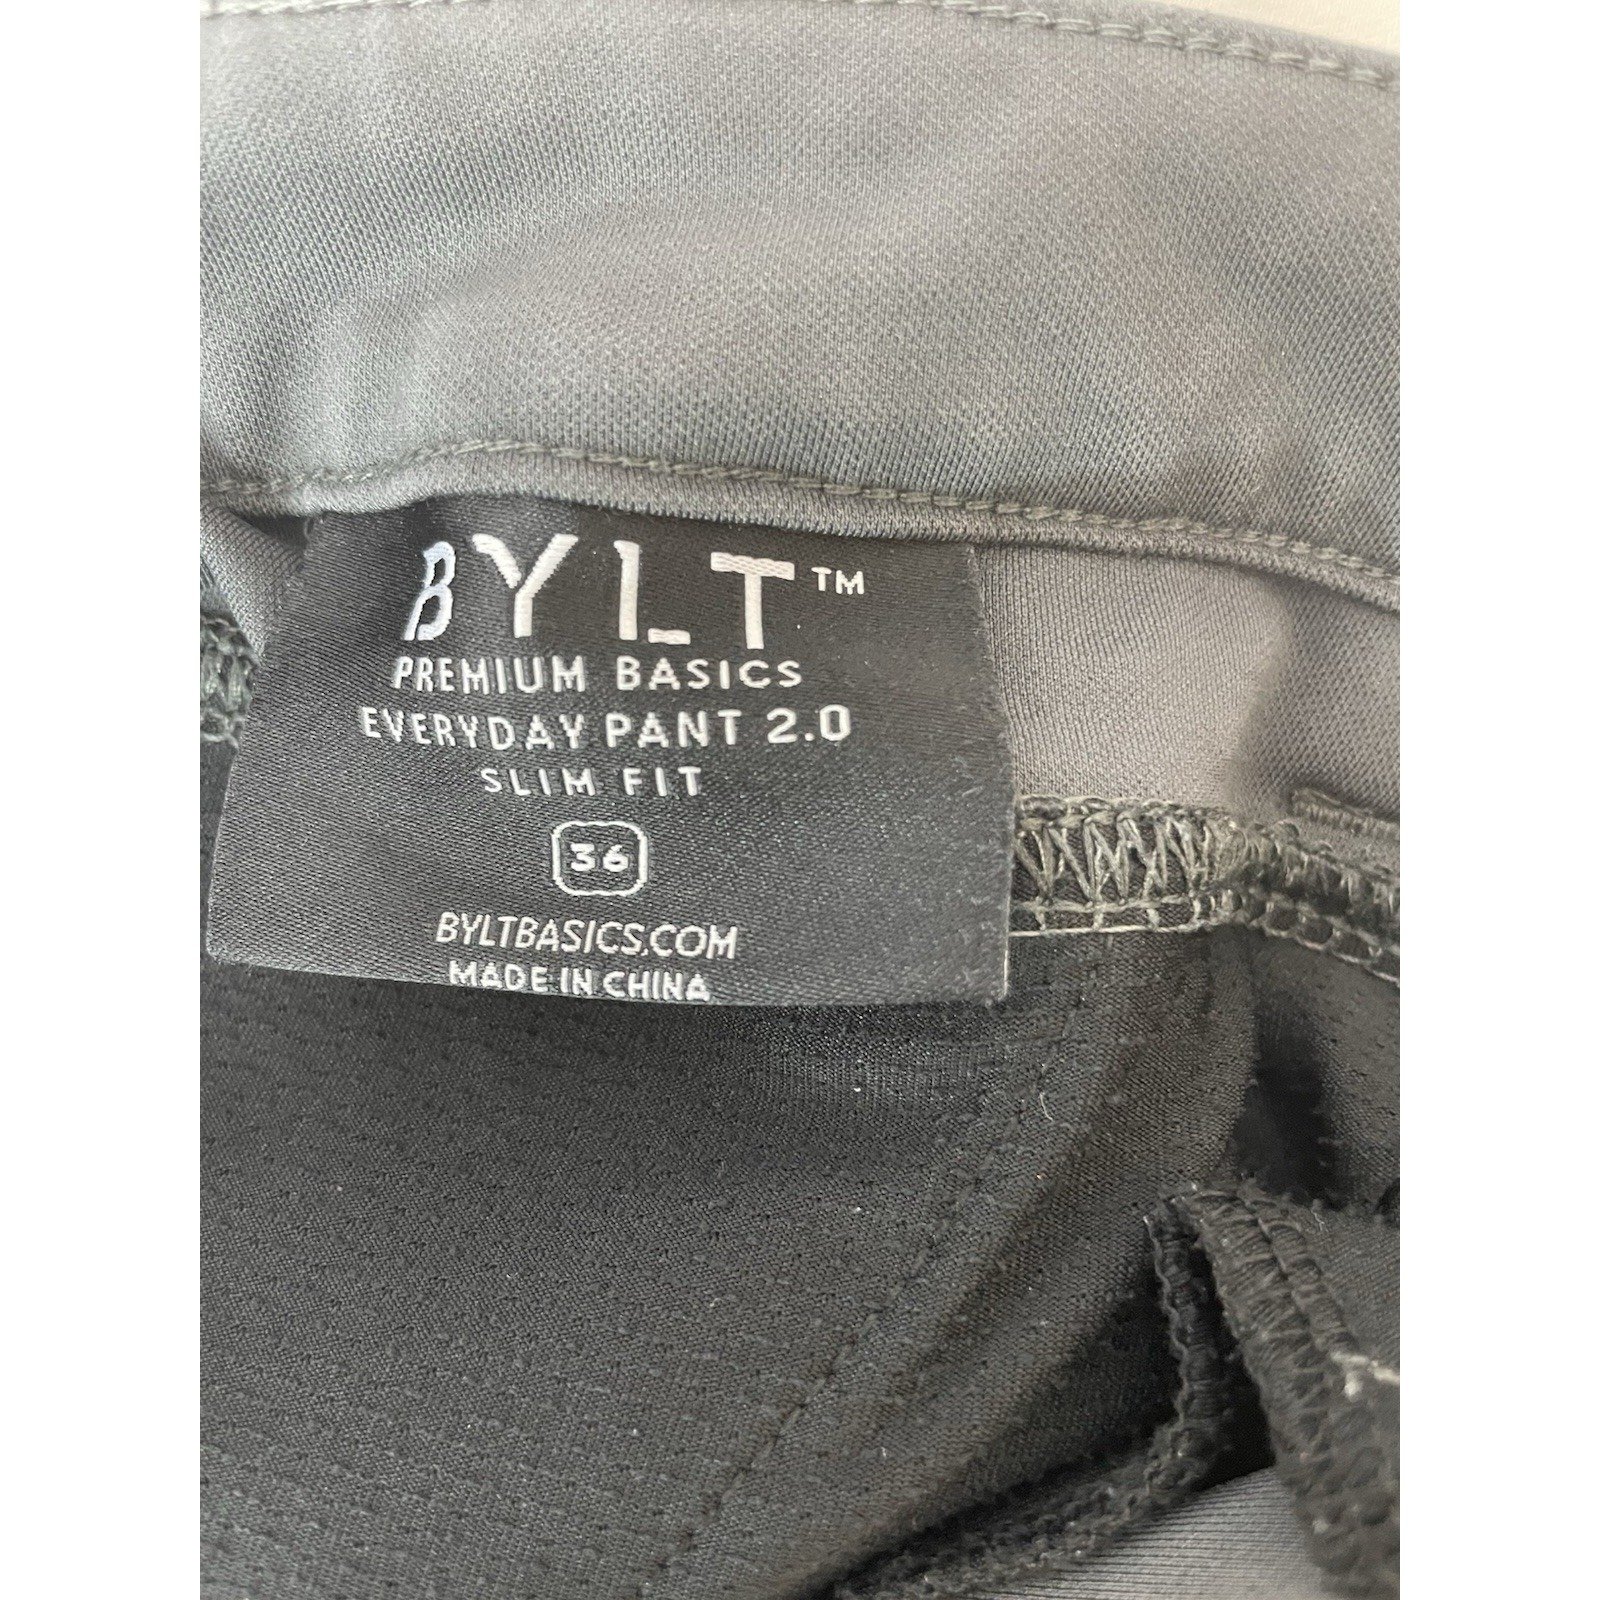 BYLT™
PREMIUM BASICS
EVERYDAY PANT 2.0
SLIM FIT
36
BYLTBASICS.COM
MADE IN CHINA